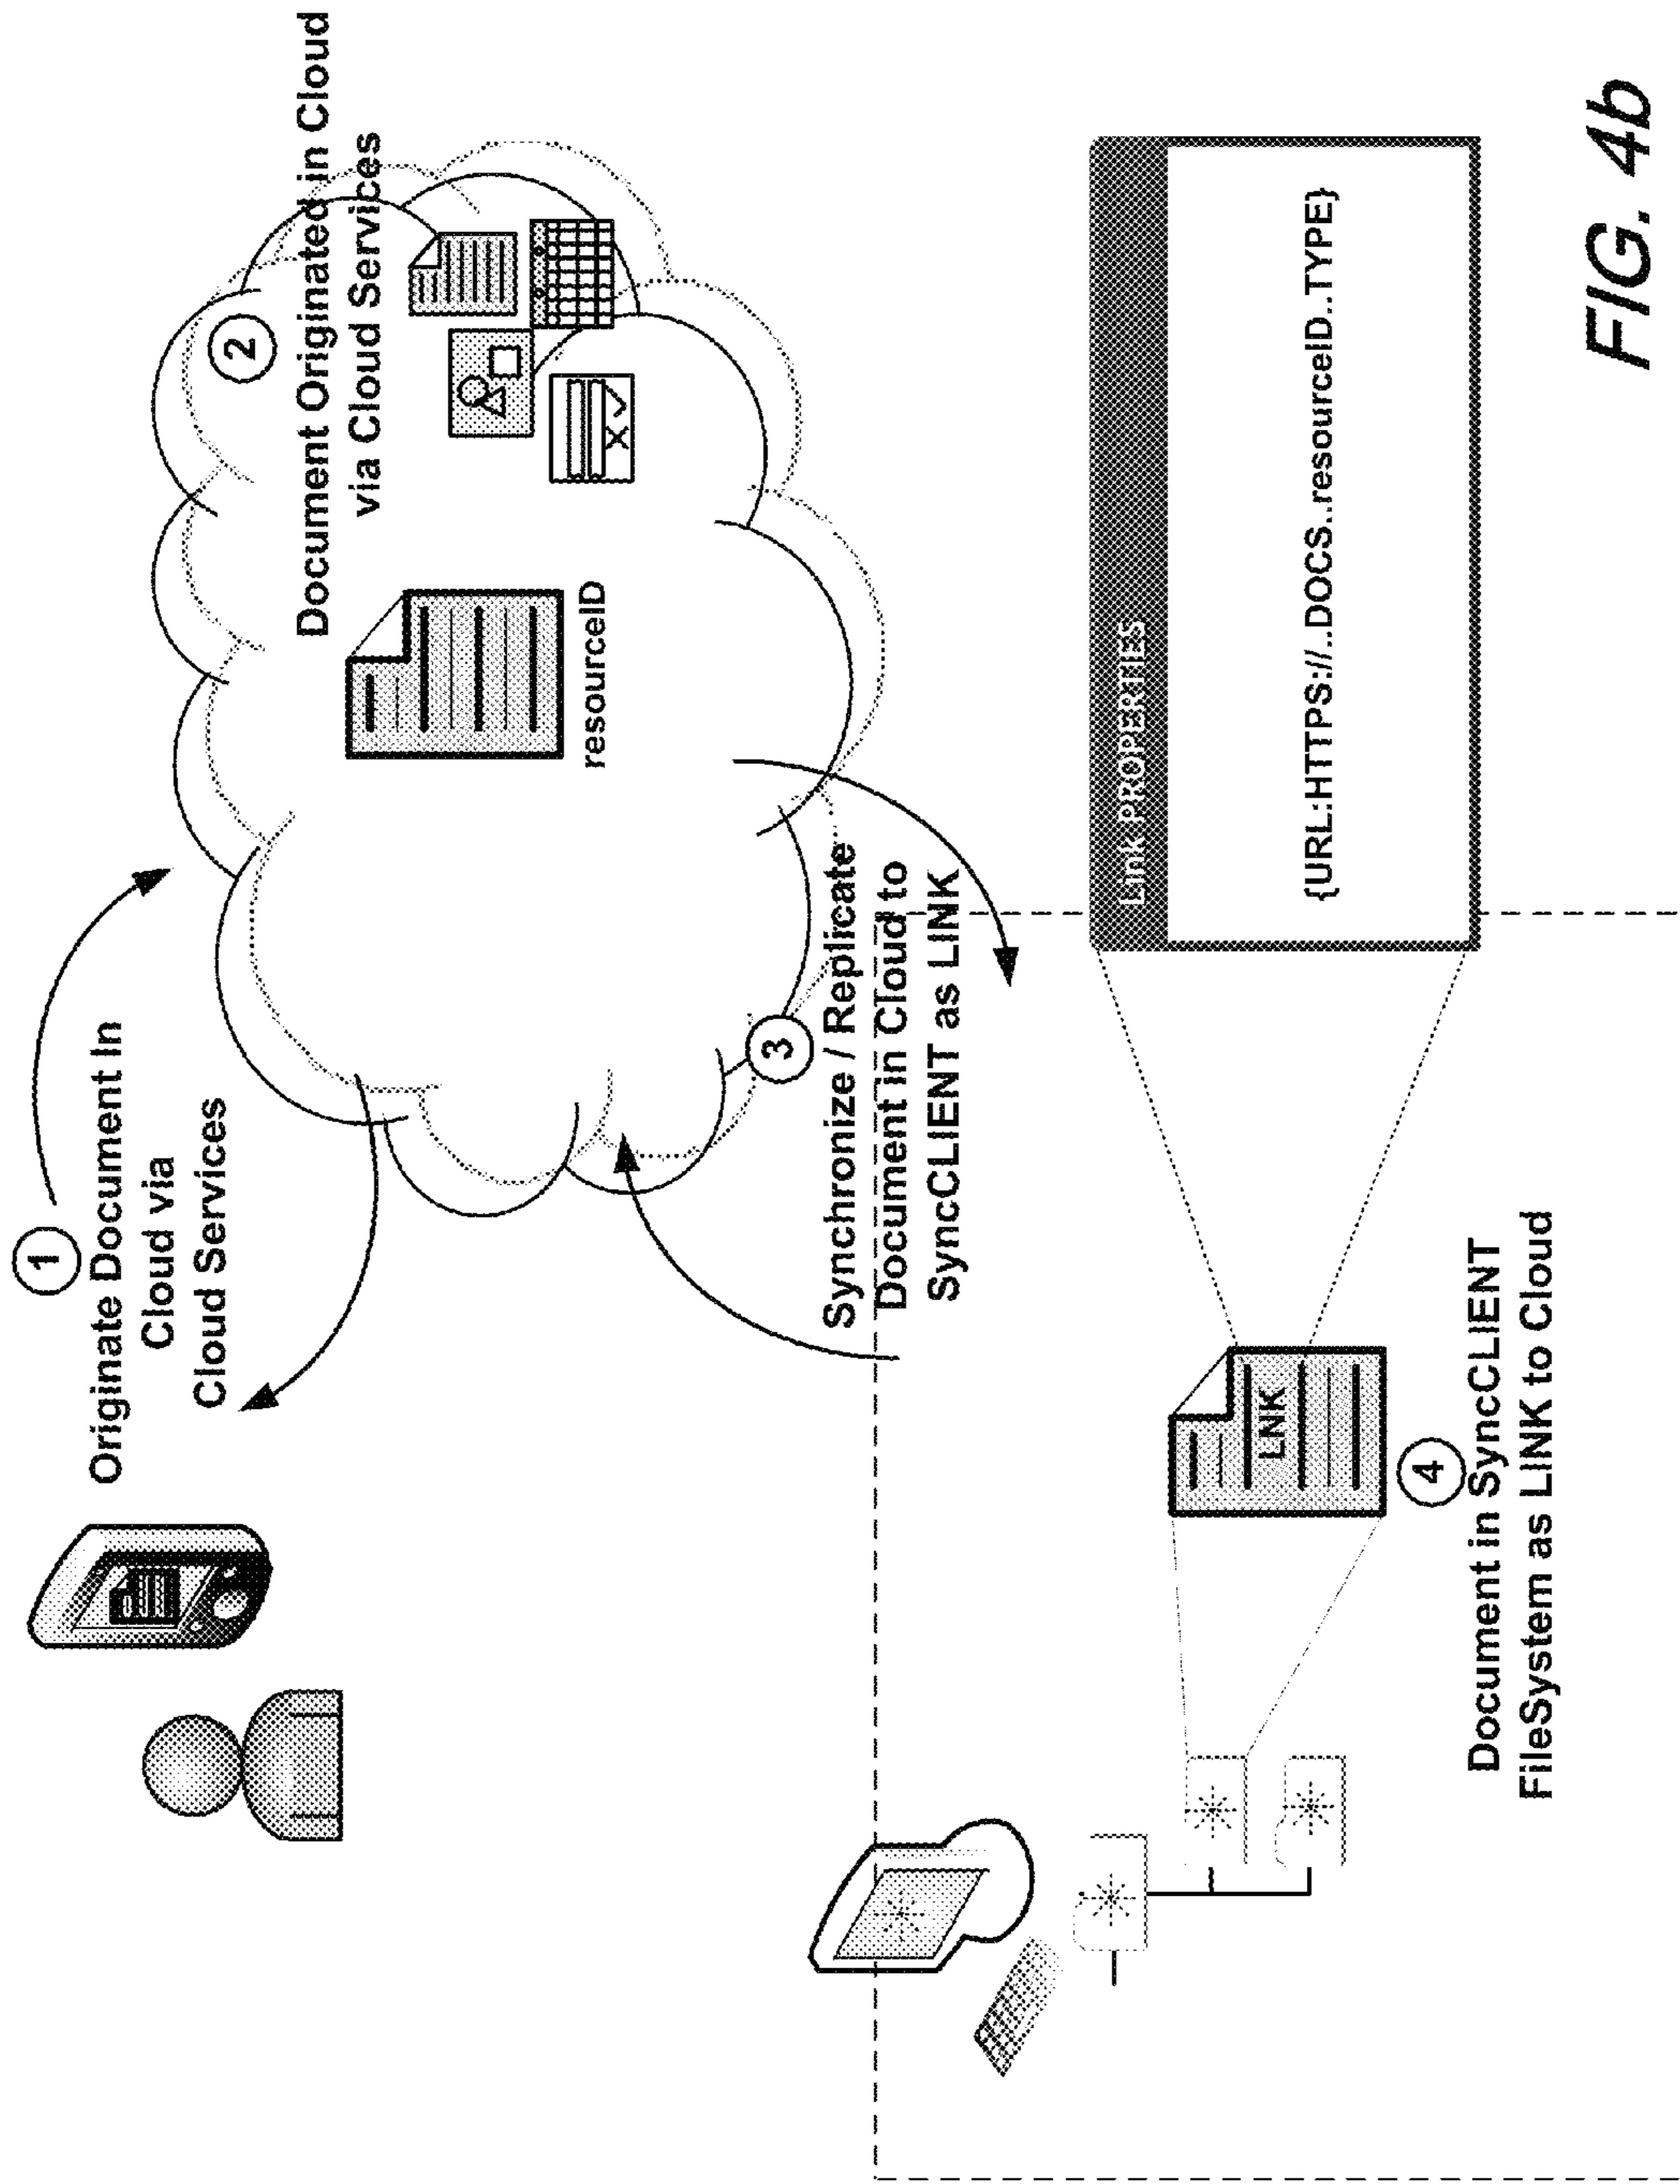 1
Originate Document In
Cloud via
Cloud Services
2
Document Originated in Cloud
via Cloud Services
resourceID
3
Synchronize / Replicate
Document in Cloud to
SyncCLIENT as LINK
LNK
4
Document in SyncCLIENT
FileSystem as LINK to Cloud
Link PROPERTIES
{URL:HTTPS://..DOCS..resourceID..TYPE}
FIG. 4b